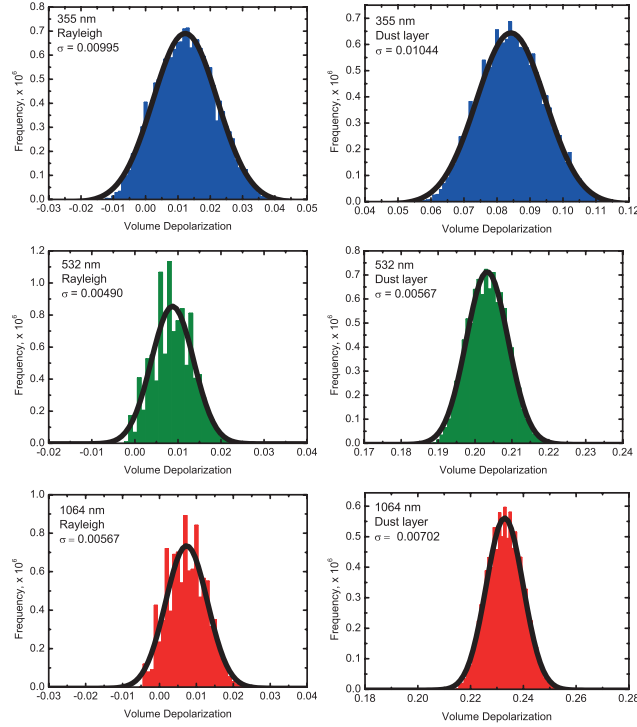 355 nm
Rayleigh
σ = 0.00995
Frequency, x 10⁶
0.8
0.7
0.6
0.5
0.4
0.3
0.2
0.1
0.0
-0.03 -0.02 -0.01 0.00 0.01 0.02 0.03 0.04 0.05
Volume Depolarization
355 nm
Dust layer
σ = 0.01044
Frequency, x 10⁶
0.7
0.6
0.5
0.4
0.3
0.2
0.1
0.0
0.04 0.05 0.06 0.07 0.08 0.09 0.10 0.11 0.12
Volume Depolarization
532 nm
Rayleigh
σ = 0.00490
Frequency, x 10⁶
1.2
1.0
0.8
0.6
0.4
0.2
0.0
-0.02 -0.01 0.00 0.01 0.02 0.03 0.04
Volume Depolarization
532 nm
Dust layer
σ = 0.00567
Frequency, x 10⁶
0.8
0.7
0.6
0.5
0.4
0.3
0.2
0.1
0.0
0.17 0.18 0.19 0.20 0.21 0.22 0.23 0.24
Volume Depolarization
1064 nm
Rayleigh
σ = 0.00567
Frequency, x 10⁶
1.0
0.8
0.6
0.4
0.2
0.0
-0.03 -0.02 -0.01 0.00 0.01 0.02 0.03 0.04
Volume Depolarization
1064 nm
Dust layer
σ = 0.00702
Frequency, x 10⁶
0.6
0.5
0.4
0.3
0.2
0.1
0.0
0.20 0.22 0.24 0.26 0.28
Volume Depolarization